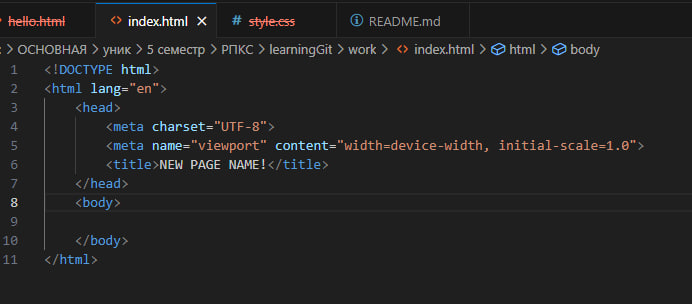 hello.html index.html style.css README.md
ОСНОВНАЯ > уник > 5 семестр > РПКС > learningGit > work > index.html > html > body
1 <!DOCTYPE html>
2 <html lang="en">
3 <head>
4 <meta charset="UTF-8">
5 <meta name="viewport" content="width=device-width, initial-scale=1.0">
6 <title>NEW PAGE NAME!</title>
7 </head>
8 <body>
9
10 </body>
11 </html>